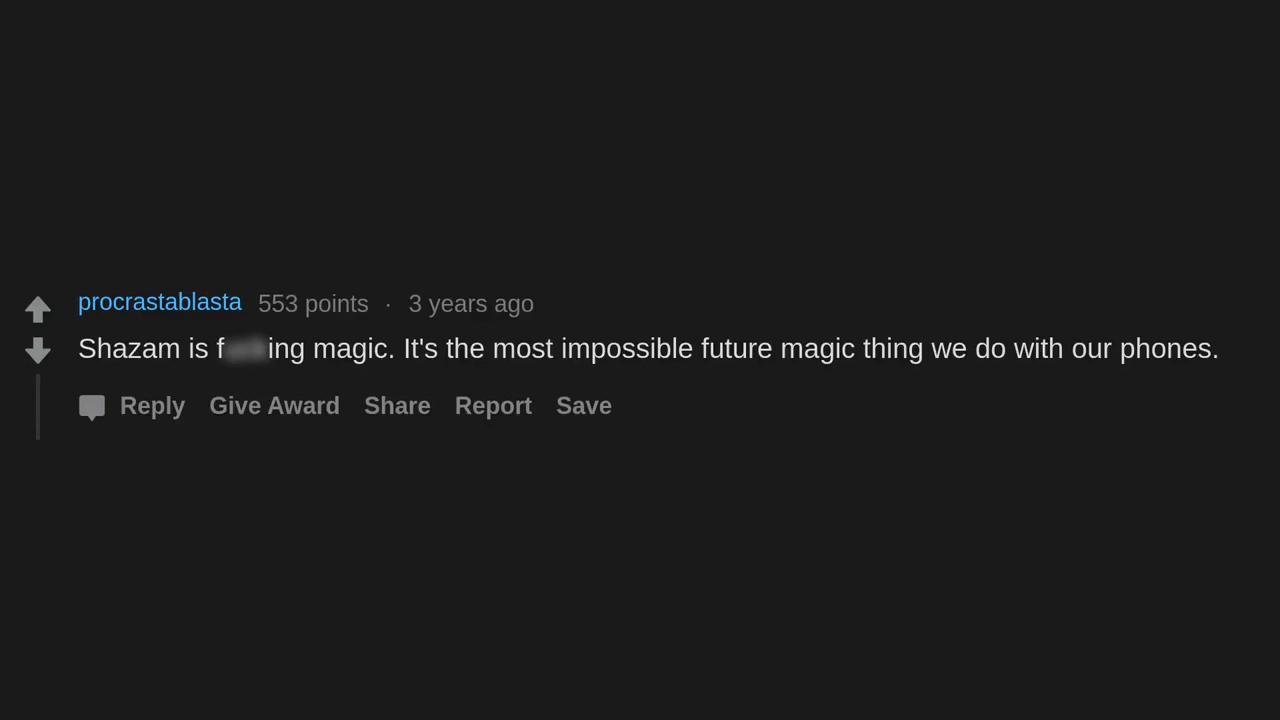 procrastablasta 553 points · 3 years ago
Shazam is f ing magic. It's the most impossible future magic thing we do with our phones.
Reply Give Award Share Report Save